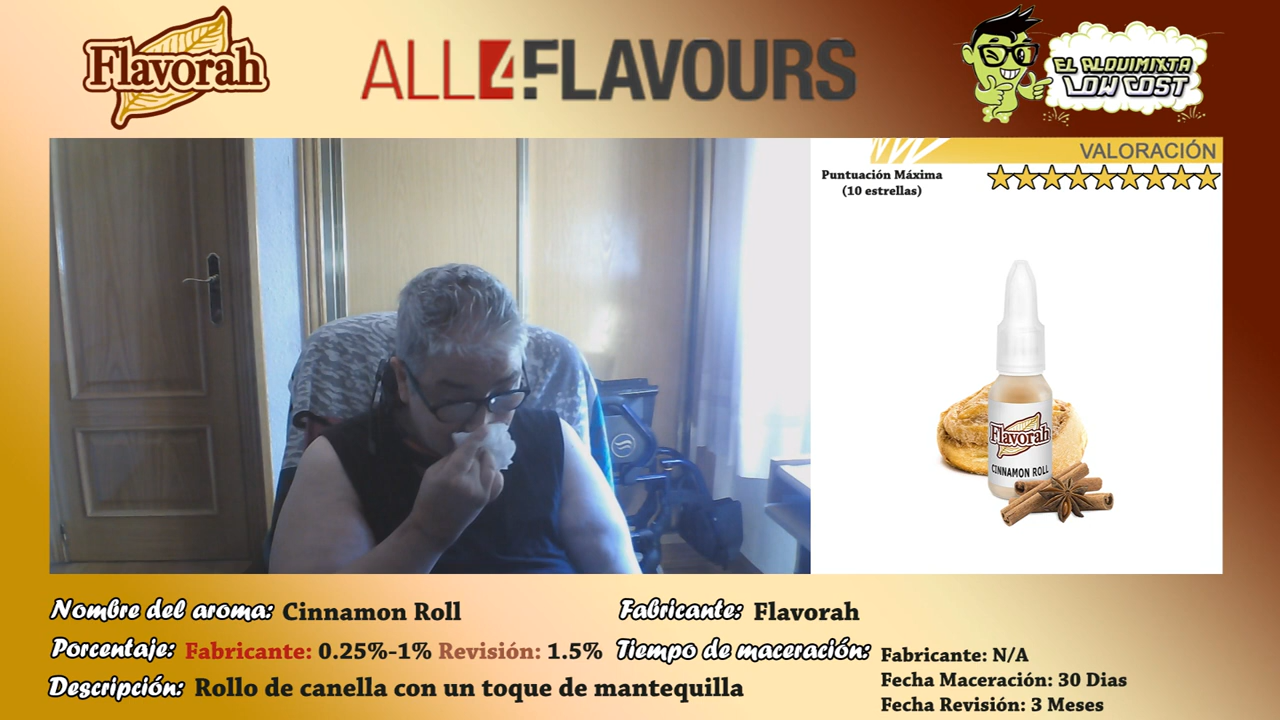 Flavorah
ALL4FLAVOURS
EL ALQUIMIXTA
LOW COST
VALORACIÓN
Puntuación Máxima
(10 estrellas)
Flavorah
CINNAMON ROLL
Nombre del aroma: Cinnamon Roll
Fabricante: Flavorah
Porcentaje: Fabricante: 0.25%-1% Revisión: 1.5%
Tiempo de maceración:
Fabricante: N/A
Fecha Maceración: 30 Dias
Fecha Revisión: 3 Meses
Descripción: Rollo de canella con un toque de mantequilla